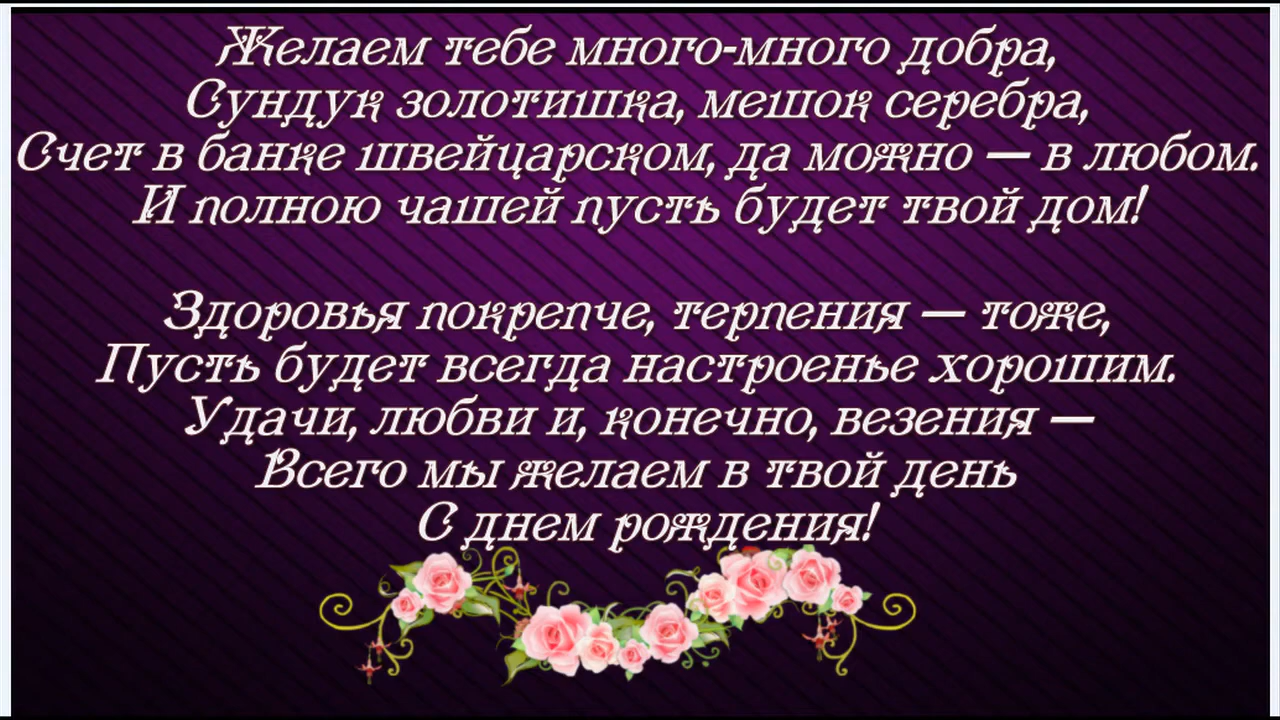 Желаем тебе много-много добра,
Сундук золотишка, мешок серебра,
Счет в банке швейцарском, да можно — в любом.
И полною чашей пусть будет твой дом!
Здоровья покрепче, терпения — тоже,
Пусть будет всегда настроенье хорошим.
Удачи, любви и, конечно, везения —
Всего мы желаем в твой день
С днем рождения!